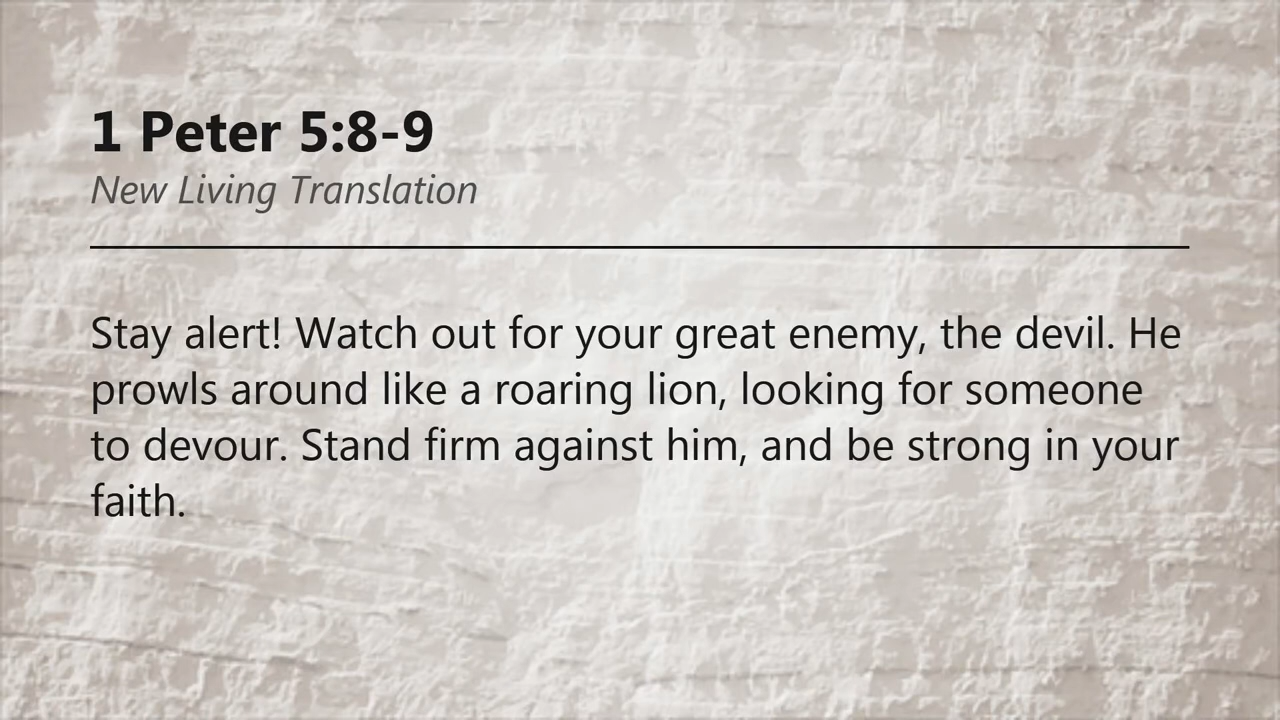 1 Peter 5:8-9
New Living Translation
Stay alert! Watch out for your great enemy, the devil. He
prowls around like a roaring lion, looking for someone
to devour. Stand firm against him, and be strong in your
faith.